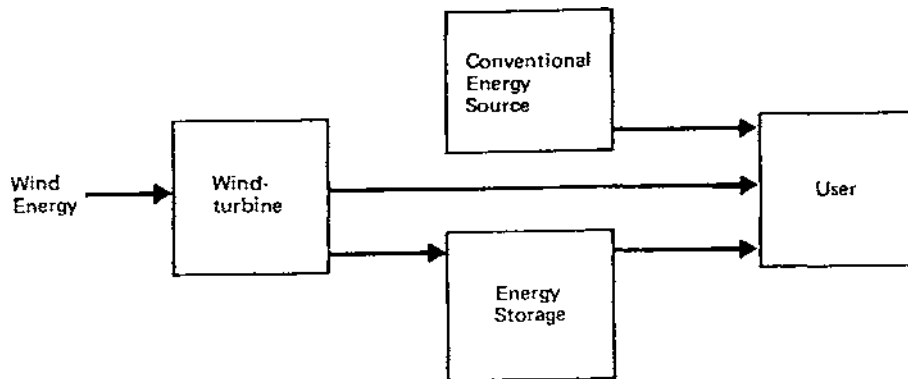 Conventional
Energy
Source
Wind
Energy
Wind-
turbine
User
Energy
Storage